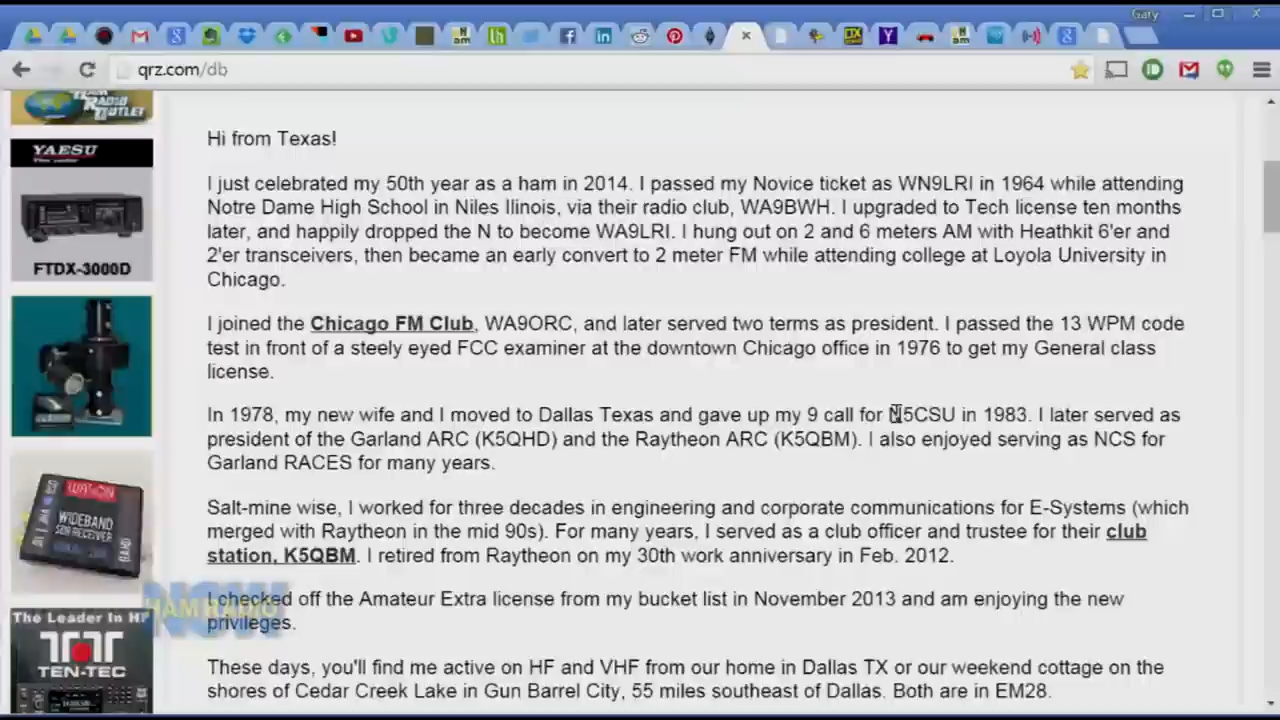 Gary
qrz.com/db
RADIO
OUTLET
YAESU
FTDX-3000D
WIDEBAND
SDR RECEIVER
The Leader In HF
TEN-TEC
Hi from Texas!
I just celebrated my 50th year as a ham in 2014. I passed my Novice ticket as WN9LRI in 1964 while attending
Notre Dame High School in Niles Ilinois, via their radio club, WA9BWH. I upgraded to Tech license ten months
later, and happily dropped the N to become WA9LRI. I hung out on 2 and 6 meters AM with Heathkit 6'er and
2'er transceivers, then became an early convert to 2 meter FM while attending college at Loyola University in
Chicago.
I joined the Chicago FM Club, WA9ORC, and later served two terms as president. I passed the 13 WPM code
test in front of a steely eyed FCC examiner at the downtown Chicago office in 1976 to get my General class
license.
In 1978, my new wife and I moved to Dallas Texas and gave up my 9 call for N5CSU in 1983. I later served as
president of the Garland ARC (K5QHD) and the Raytheon ARC (K5QBM). I also enjoyed serving as NCS for
Garland RACES for many years.
Salt-mine wise, I worked for three decades in engineering and corporate communications for E-Systems (which
merged with Raytheon in the mid 90s). For many years, I served as a club officer and trustee for their club
station, K5QBM. I retired from Raytheon on my 30th work anniversary in Feb. 2012.
I checked off the Amateur Extra license from my bucket list in November 2013 and am enjoying the new
privileges.
These days, you'll find me active on HF and VHF from our home in Dallas TX or our weekend cottage on the
shores of Cedar Creek Lake in Gun Barrel City, 55 miles southeast of Dallas. Both are in EM28.
HAM RADIO
NOW